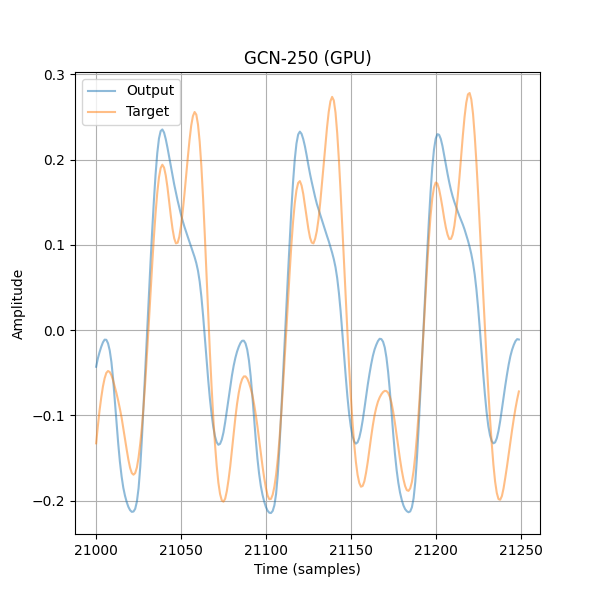 GCN-250 (GPU)
Output
Target
Amplitude
0.3
0.2
0.1
0.0
−0.1
−0.2
21000 21050 21100 21150 21200 21250
Time (samples)